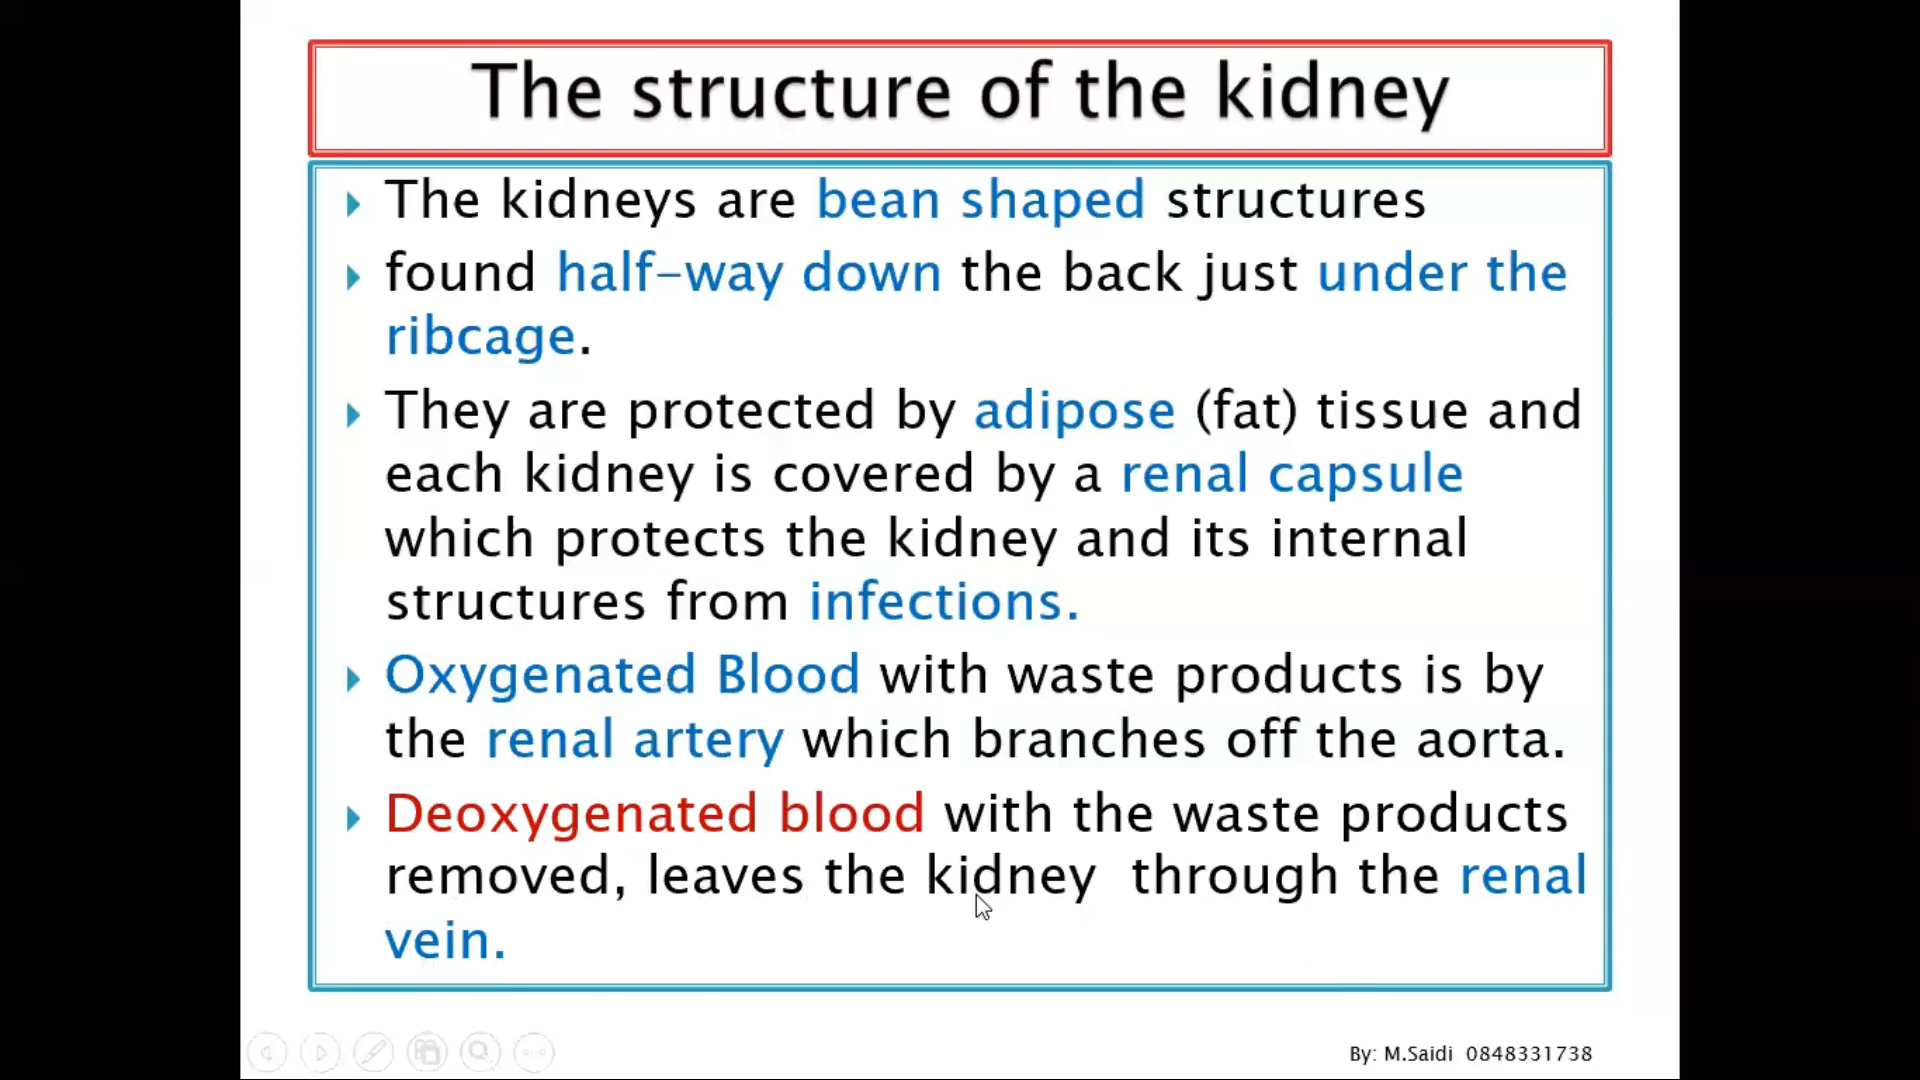 The structure of the kidney
The kidneys are bean shaped structures
found half-way down the back just under the
ribcage.
They are protected by adipose (fat) tissue and
each kidney is covered by a renal capsule
which protects the kidney and its internal
structures from infections.
Oxygenated Blood with waste products is by
the renal artery which branches off the aorta.
Deoxygenated blood with the waste products
removed, leaves the kidney through the renal
vein.
By: M.Saidi 0848331738